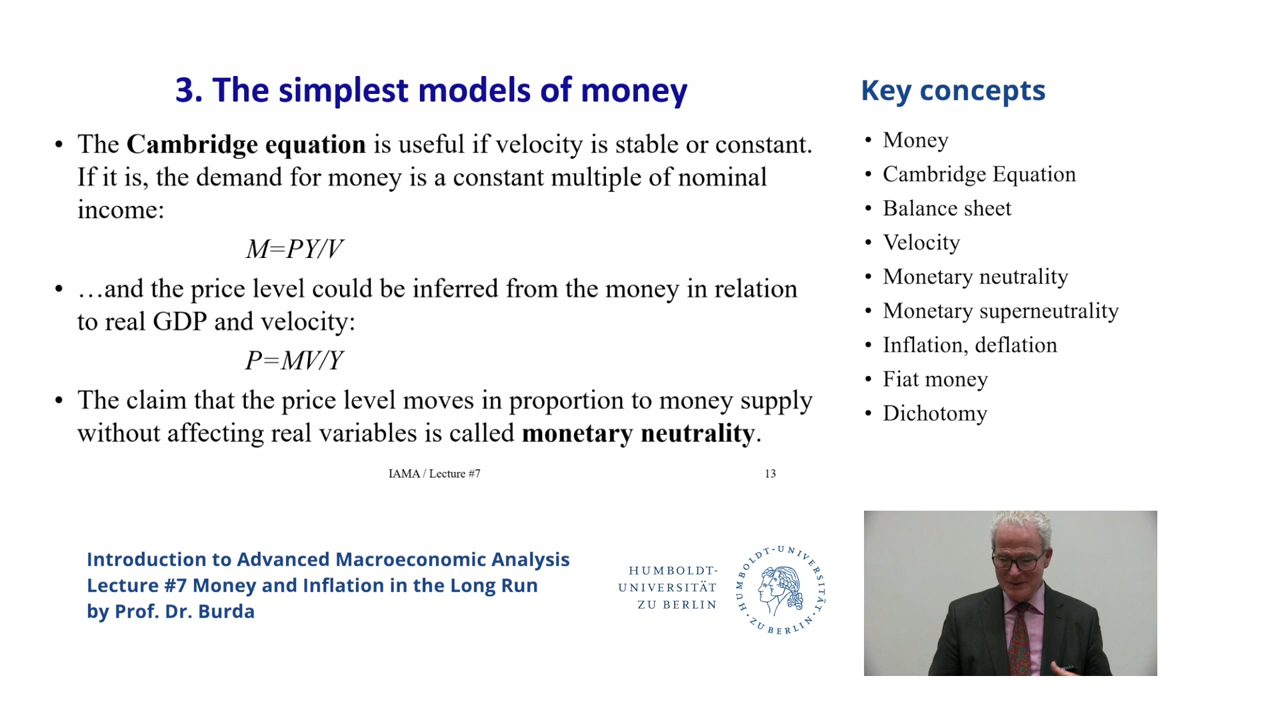 3. The simplest models of money
• The Cambridge equation is useful if velocity is stable or constant.
If it is, the demand for money is a constant multiple of nominal
income:
M=PY/V
• …and the price level could be inferred from the money in relation
to real GDP and velocity:
P=MV/Y
• The claim that the price level moves in proportion to money supply
without affecting real variables is called monetary neutrality.
IAMA / Lecture #7
13
Key concepts
• Money
• Cambridge Equation
• Balance sheet
• Velocity
• Monetary neutrality
• Monetary superneutrality
• Inflation, deflation
• Fiat money
• Dichotomy
Introduction to Advanced Macroeconomic Analysis
Lecture #7 Money and Inflation in the Long Run
by Prof. Dr. Burda
HUMBOLDT-
UNIVERSITÄT
ZU BERLIN
HUMBOLDT-UNIVERSITÄT
ZU BERLIN